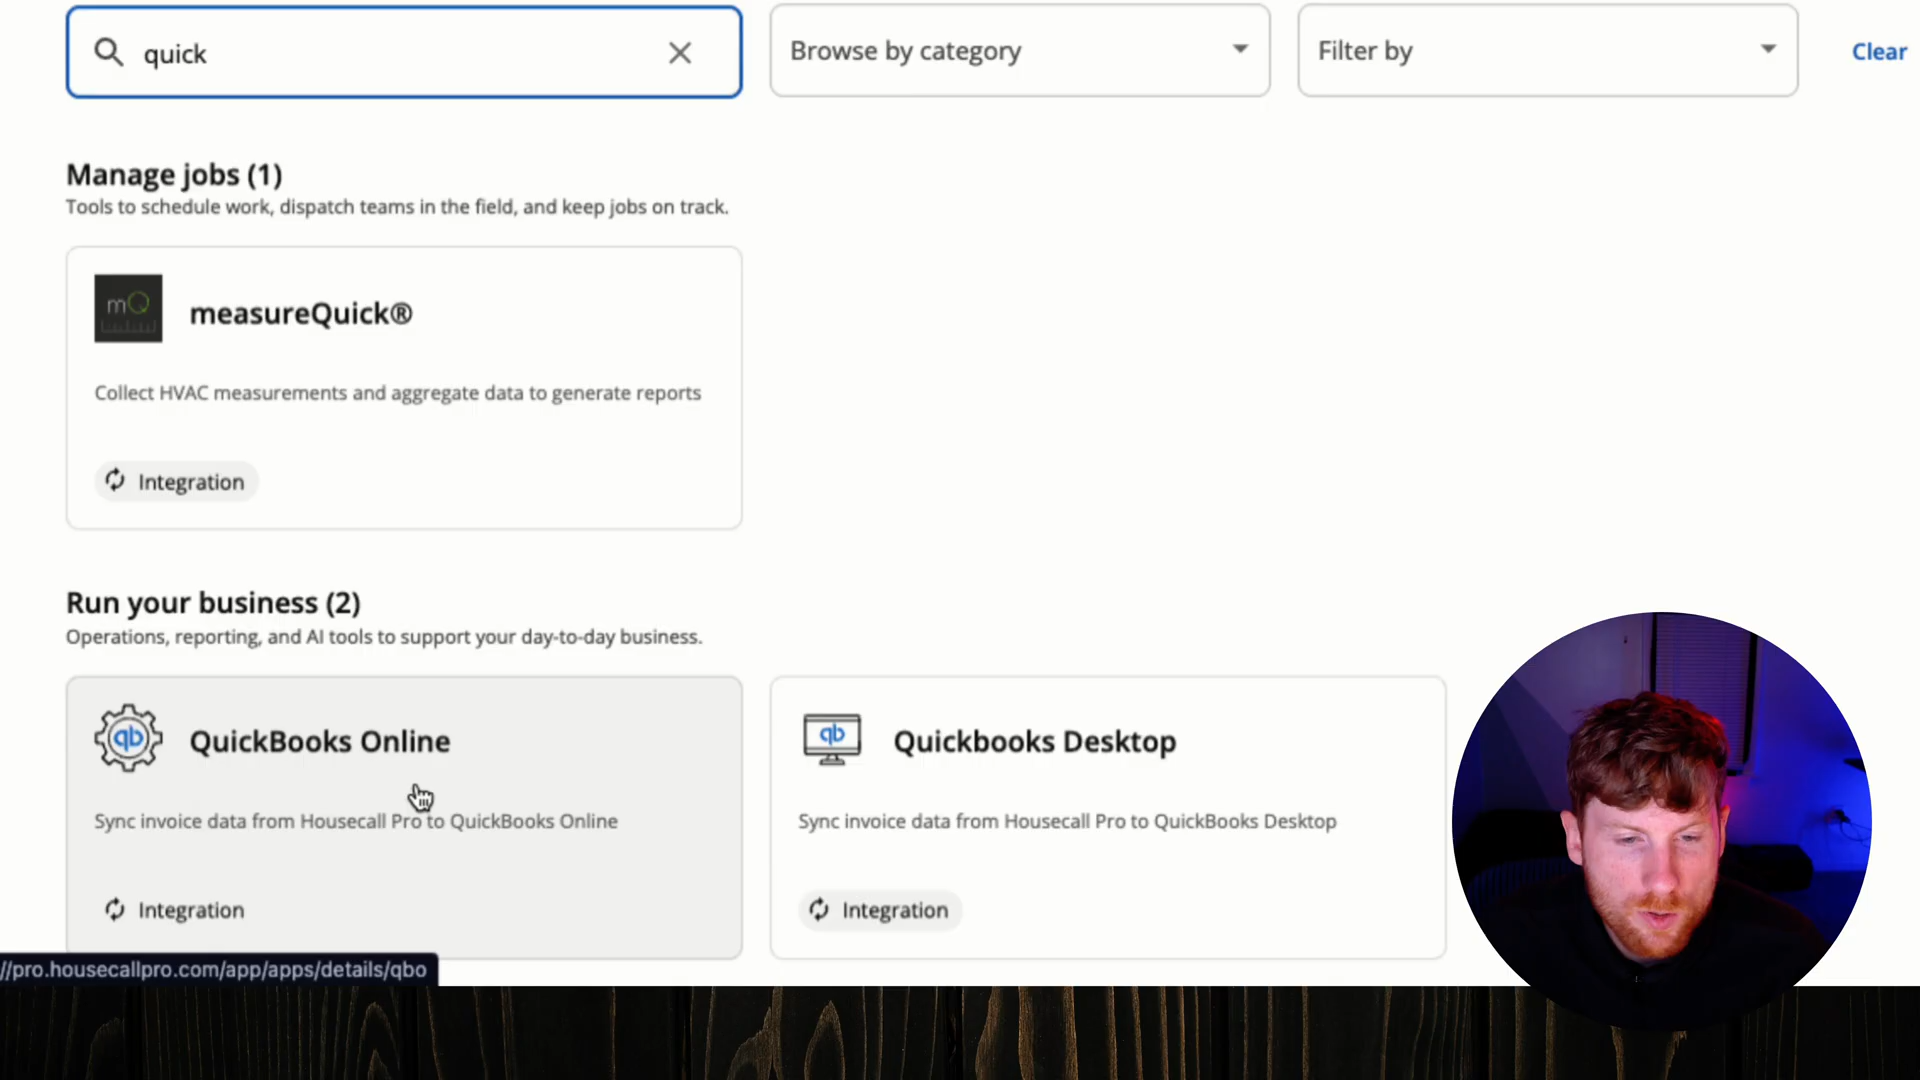 quick
Browse by category
Filter by
Clear
Manage jobs (1)
Tools to schedule work, dispatch teams in the field, and keep jobs on track.
mQ
measureQuick®
Collect HVAC measurements and aggregate data to generate reports
Integration
Run your business (2)
Operations, reporting, and AI tools to support your day-to-day business.
qb
QuickBooks Online
Sync invoice data from Housecall Pro to QuickBooks Online
Integration
qb
Quickbooks Desktop
Sync invoice data from Housecall Pro to QuickBooks Desktop
Integration
//pro.housecallpro.com/app/apps/details/qbo